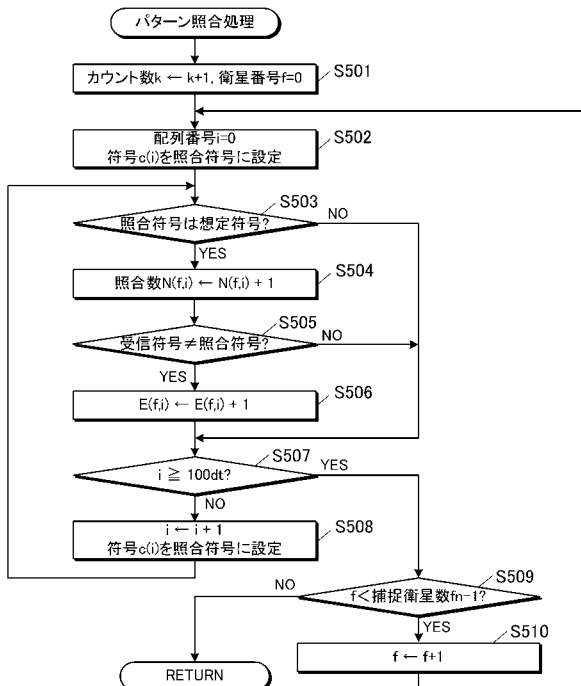 パターン照合処理
カウント数k ← k+1, 衛星番号f=0
S501
配列番号i=0
符号c(i)を照合符号に設定
S502
照合符号は想定符号?
S503
NO
YES
照合数N(f,i) ← N(f,i) + 1
S504
受信符号≠照合符号?
S505
NO
YES
E(f,i) ← E(f,i) + 1
S506
i ≧ 100dt?
S507
YES
NO
i ← i + 1
符号c(i)を照合符号に設定
S508
f<捕捉衛星数fn-1?
S509
NO
YES
f ← f+1
S510
RETURN